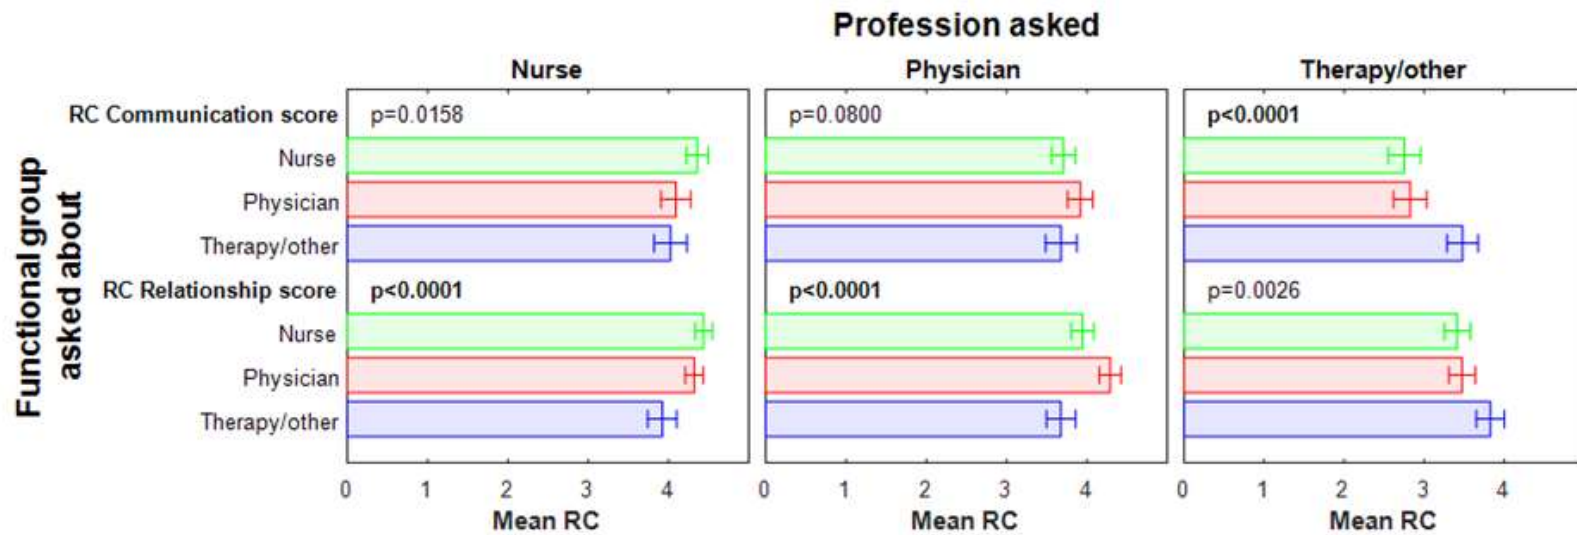 Profession asked
Nurse
Physician
Therapy/other
Functional group
asked about
RC Communication score
p=0.0158
p=0.0800
p<0.0001
Nurse
Physician
Therapy/other
RC Relationship score
p<0.0001
p<0.0001
p=0.0026
Nurse
Physician
Therapy/other
0 1 2 3 4
0 1 2 3 4
0 1 2 3 4
Mean RC
Mean RC
Mean RC